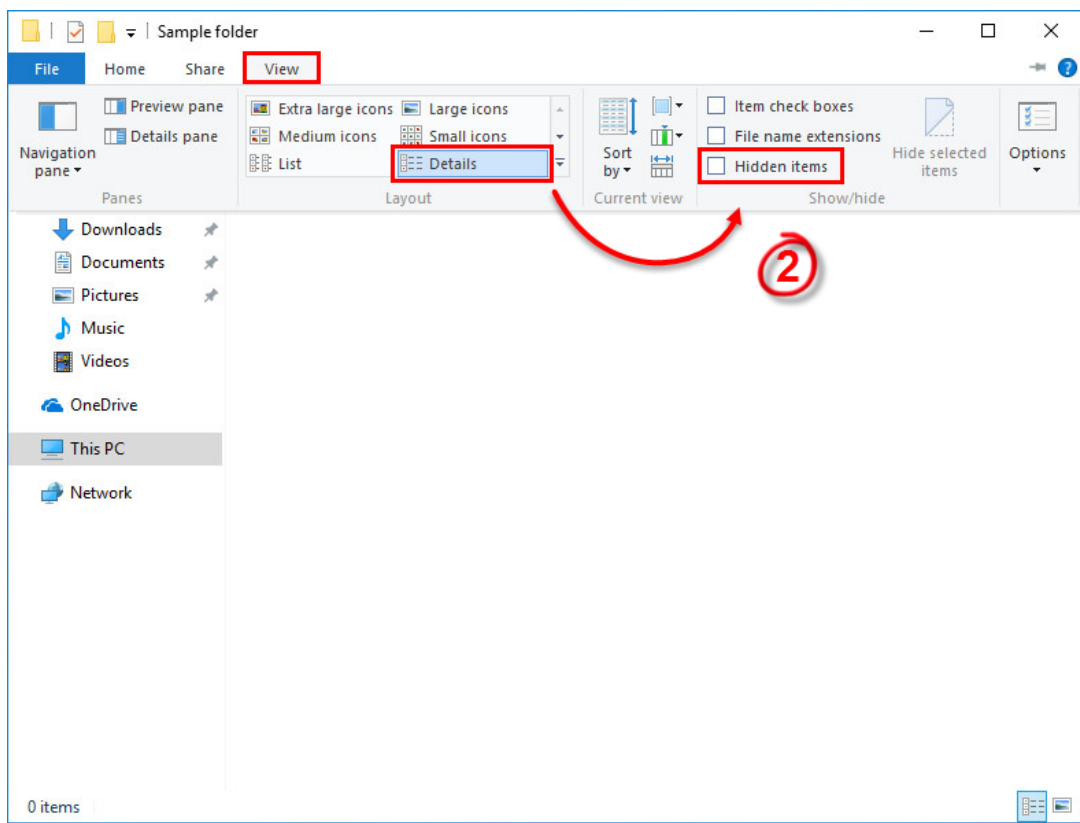 Sample folder
File Home Share View
Preview pane
Details pane
Navigation
pane
Panes
Extra large icons Large icons
Medium icons Small icons
List Details
Layout
Sort
by
Current view
Item check boxes
File name extensions
Hidden items
Hide selected
items
Show/hide
Options
2
Downloads
Documents
Pictures
Music
Videos
OneDrive
This PC
Network
0 items